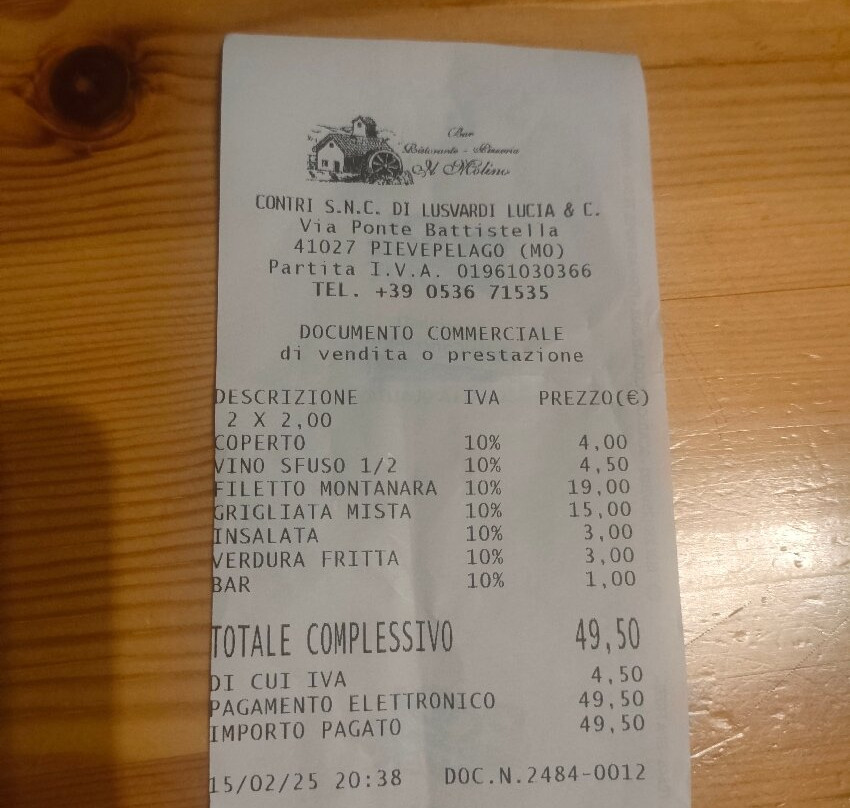 Bar
Ristorante - Pizzeria
Il Molino
CONTRI S.N.C. DI LUSVARDI LUCIA & C.
Via Ponte Battistella
41027 PIEVEPELAGO (MO)
Partita I.V.A. 01961030366
TEL. +39 0536 71535
DOCUMENTO COMMERCIALE
di vendita o prestazione
DESCRIZIONE IVA PREZZO(€)
2 X 2,00
COPERTO 10% 4,00
VINO SFUSO 1/2 10% 4,50
FILETTO MONTANARA 10% 19,00
GRIGLIATA MISTA 10% 15,00
INSALATA 10% 3,00
VERDURA FRITTA 10% 3,00
BAR 10% 1,00
TOTALE COMPLESSIVO 49,50
DI CUI IVA 4,50
PAGAMENTO ELETTRONICO 49,50
IMPORTO PAGATO 49,50
15/02/25 20:38 DOC.N.2484-0012